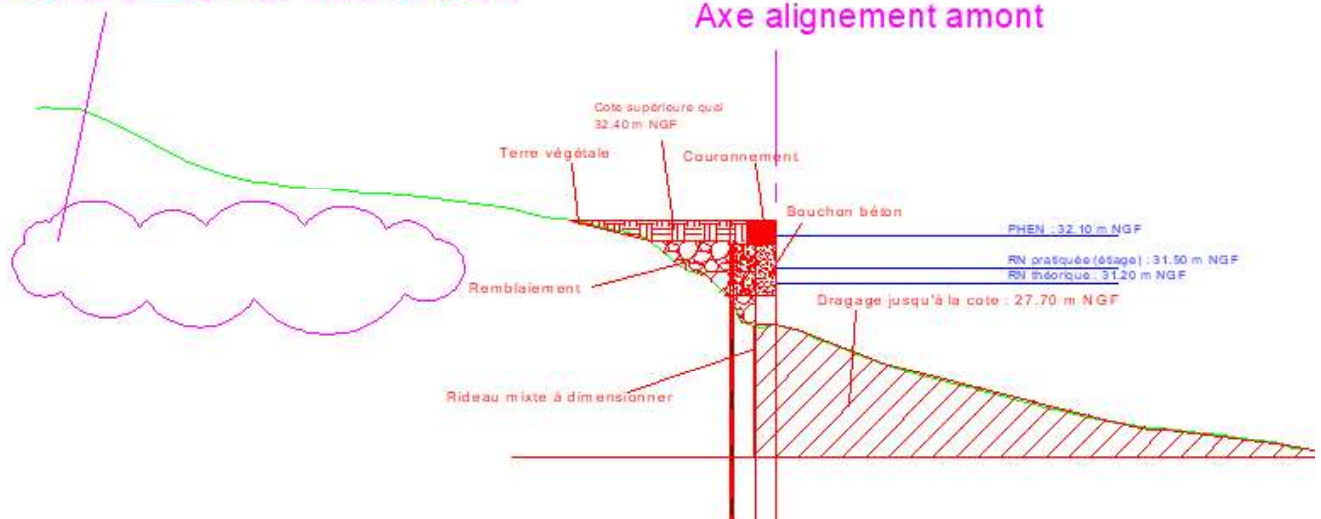 Axe alignement amont
Cote supérieure quai
32.40 m NGF
Terre végétale
Couronnement
Bouchon béton
PHEN : 32.10 m NGF
RN pratiquée (étiage) : 31.50 m NGF
RN théorique : 31.20 m NGF
Remblaiement
Dragage jusqu'à la cote : 27.70 m NGF
Rideau mixte à dimensionner